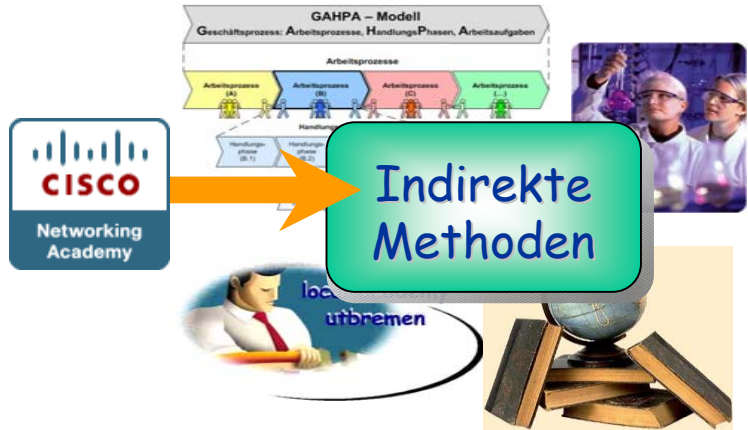 GAHPA – Modell
Geschäftsprozess: Arbeitsprozesse, HandlungsPhasen, Arbeitsaufgaben
Arbeitsprozesse
Arbeitsprozess (A)
Arbeitsprozess (B)
Arbeitsprozess (C)
Arbeitsprozess (...)
Handlungs-
phase
(B.1)
Handlungs-
phase
(B.2)
CISCO
Networking
Academy
Indirekte
Methoden
utbremen